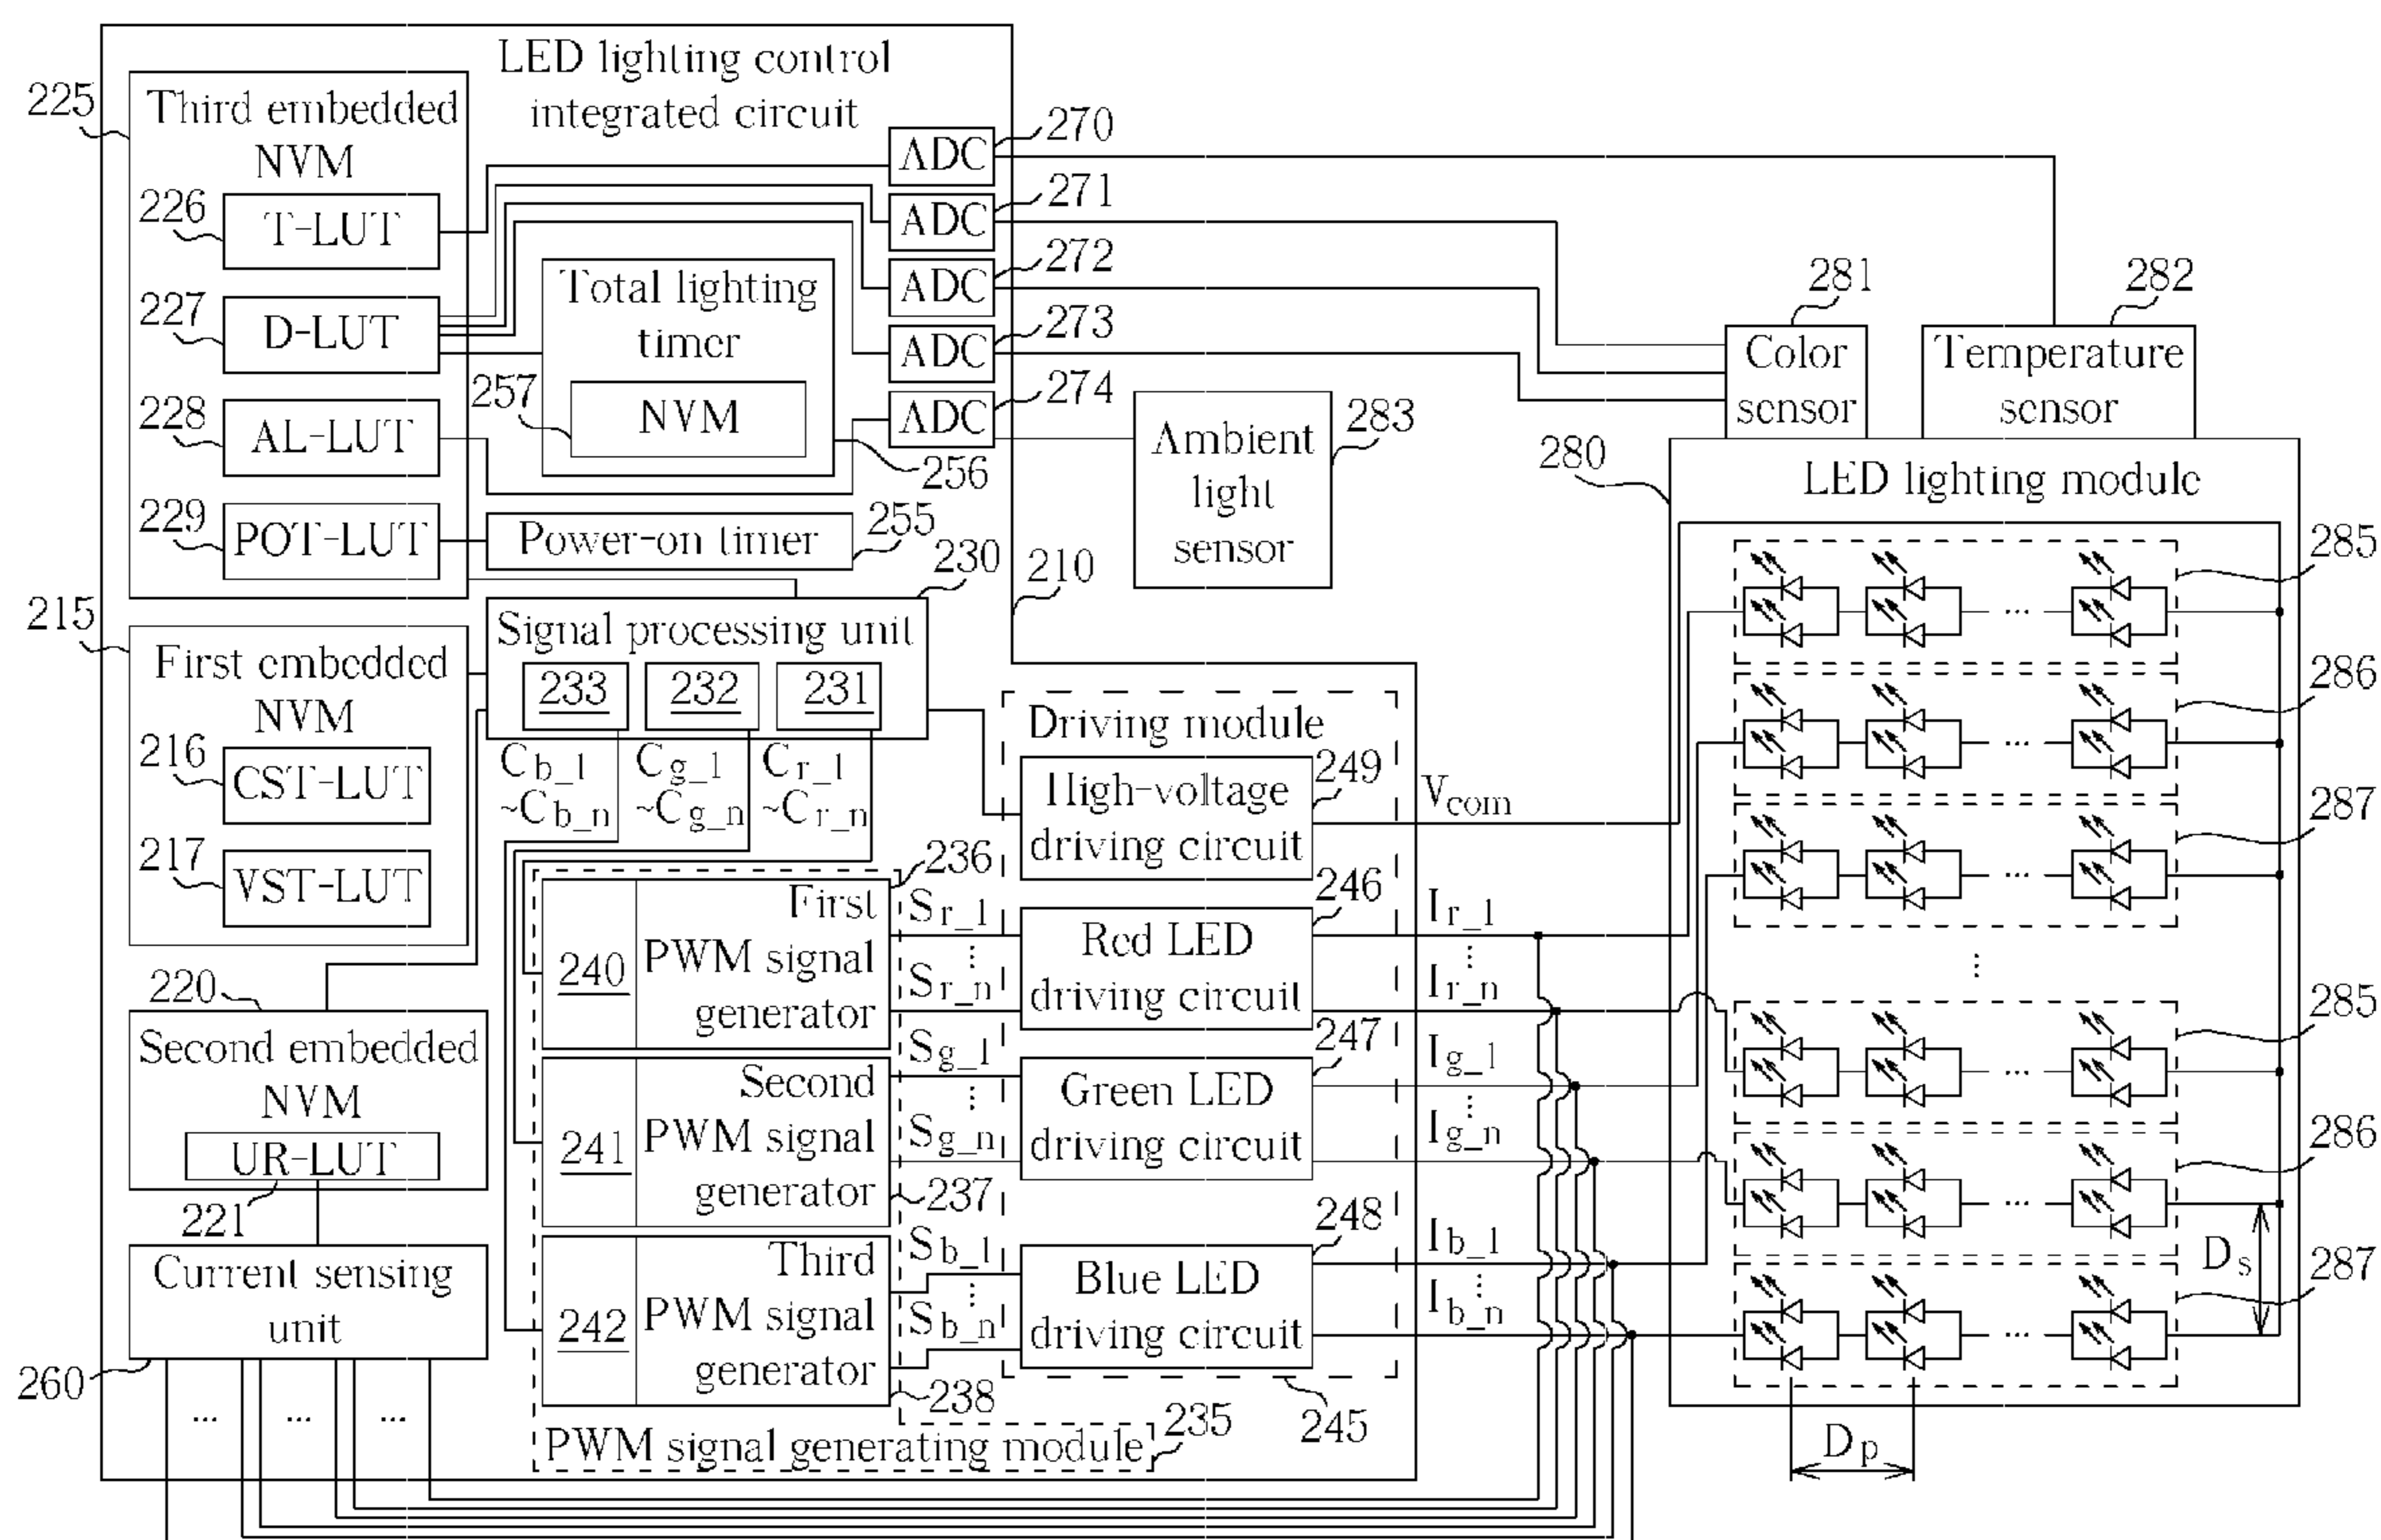 LED lighting control
integrated circuit
225
Third embedded
NVM
226
T-LUT
227
D-LUT
228
AL-LUT
229
POT-LUT
Total lighting
timer
257
NVM
256
Power-on timer
255
ADC
270
ADC
271
ADC
272
ADC
273
ADC
274
Ambient
light
sensor
283
281
Color
sensor
282
Temperature
sensor
280
LED lighting module
230
210
215
First embedded
NVM
216
CST-LUT
217
VST-LUT
Signal processing unit
233 232 231
Cb_1
~Cb_n
Cg_1
~Cg_n
Cr_1
~Cr_n
220
Second embedded
NVM
UR-LUT
221
Current sensing
unit
260
... ... ...
236
240
First
PWM signal
generator
241
Second
PWM signal
generator
237
242
Third
PWM signal
generator
238
PWM signal generating module
235
Sr_1
...
Sr_n
Sg_1
...
Sg_n
Sb_1
...
Sb_n
Driving module
High-voltage
driving circuit
249
Red LED
driving circuit
246
Green LED
driving circuit
247
Blue LED
driving circuit
248
245
Vcom
Ir_1
...
Ir_n
Ig_1
...
Ig_n
Ib_1
...
Ib_n
...
285
...
286
...
287
...
...
285
...
286
...
287
Ds
Dp